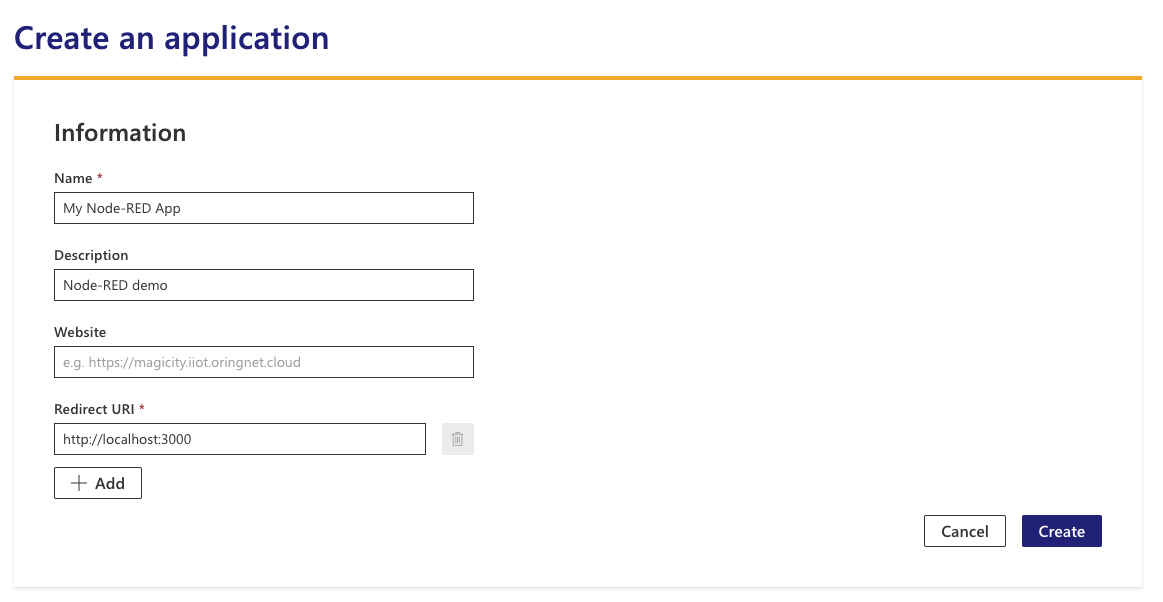 Create an application
Information
Name *
My Node-RED App
Description
Node-RED demo
Website
e.g. https://magicity.iiot.oringnet.cloud
Redirect URI *
http://localhost:3000
Add
Cancel
Create